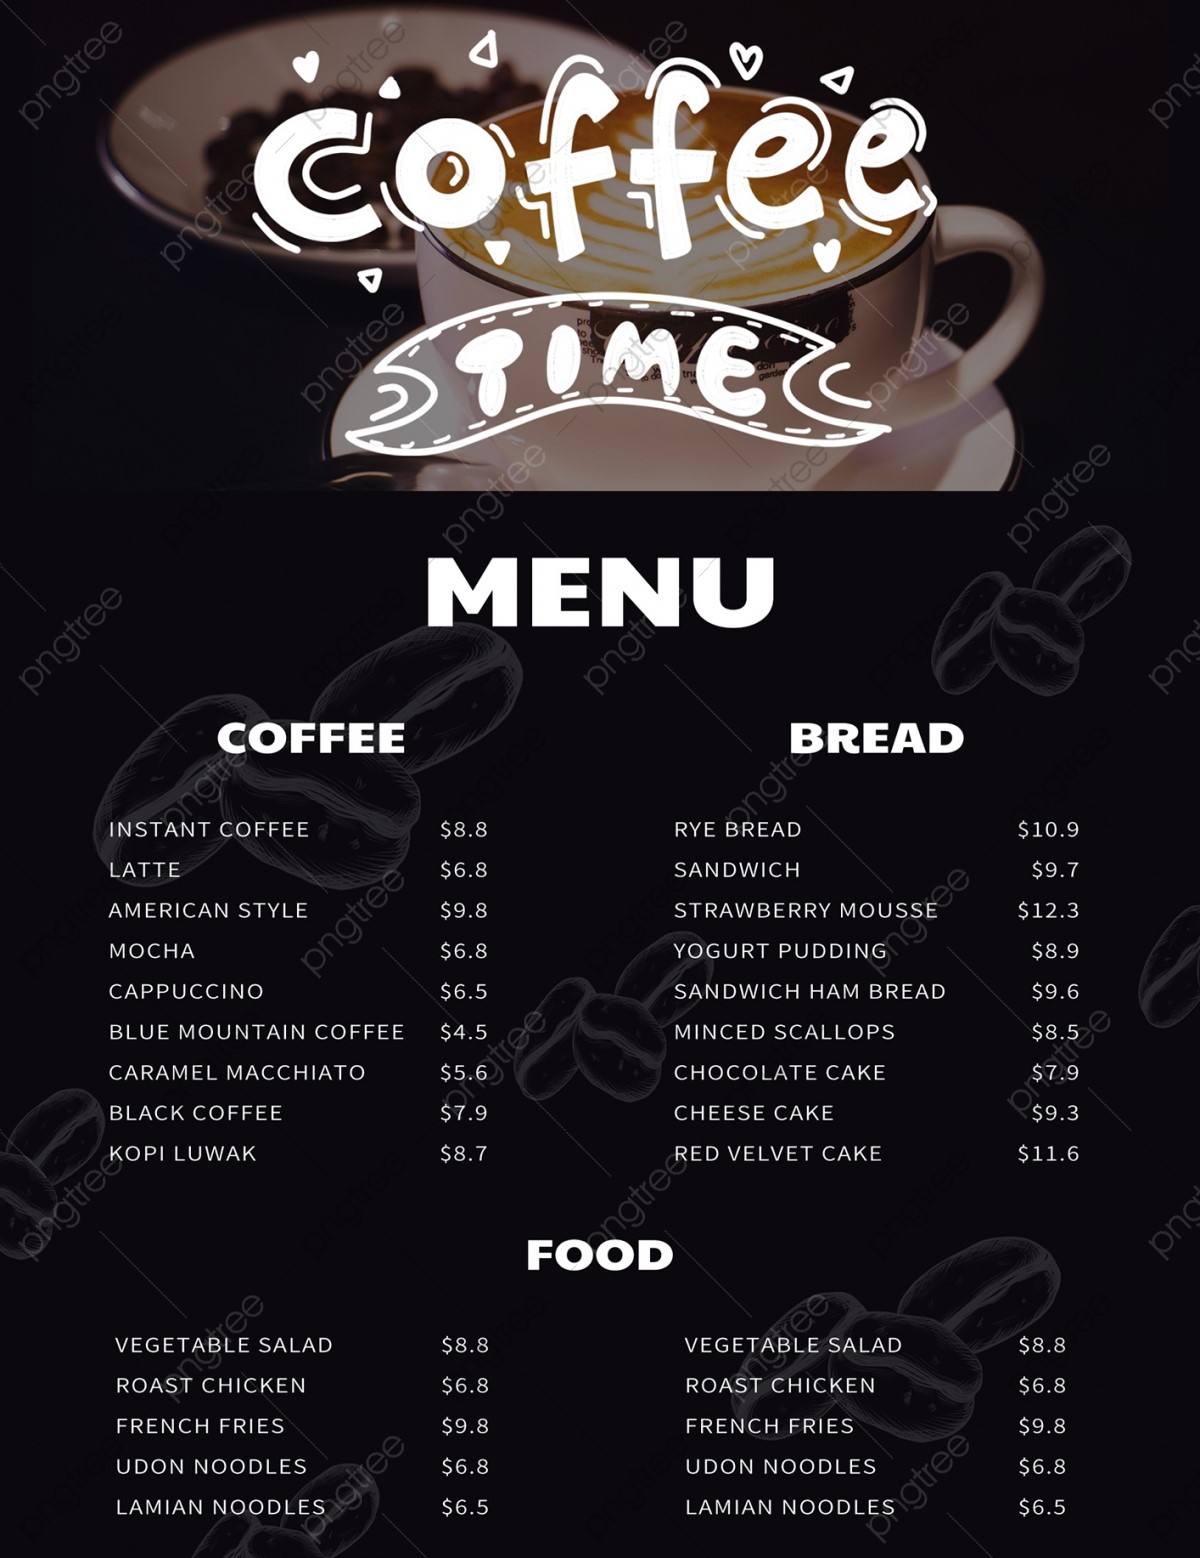 coffee
TIME
MENU
COFFEE
INSTANT COFFEE $8.8
LATTE $6.8
AMERICAN STYLE $9.8
MOCHA $6.8
CAPPUCCINO $6.5
BLUE MOUNTAIN COFFEE $4.5
CARAMEL MACCHIATO $5.6
BLACK COFFEE $7.9
KOPI LUWAK $8.7
BREAD
RYE BREAD $10.9
SANDWICH $9.7
STRAWBERRY MOUSSE $12.3
YOGURT PUDDING $8.9
SANDWICH HAM BREAD $9.6
MINCED SCALLOPS $8.5
CHOCOLATE CAKE $7.9
CHEESE CAKE $9.3
RED VELVET CAKE $11.6
FOOD
VEGETABLE SALAD $8.8
ROAST CHICKEN $6.8
FRENCH FRIES $9.8
UDON NOODLES $6.8
LAMIAN NOODLES $6.5
VEGETABLE SALAD $8.8
ROAST CHICKEN $6.8
FRENCH FRIES $9.8
UDON NOODLES $6.8
LAMIAN NOODLES $6.5
pngtree